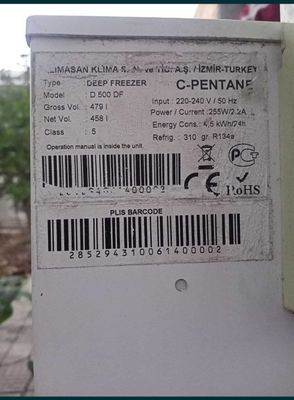 KLIMASAN KLIMA S. ve TİC. A.Ş. / İZMİR-TURKEY
Type : DEEP FREEZER
C-PENTANE
Model : D 500 DF
Gross Vol. : 479 l
Net Vol. : 458 l
Class : 5
Input : 220-240 V / 50 Hz
Power / Current : 255W/2.2A
Energy Cons. : 4,5 kWh/24h
Refrig. : 310 gr. R134a
Operation manual is inside the unit.
CE
RoHS
PLIS BARCODE
285294310061400002